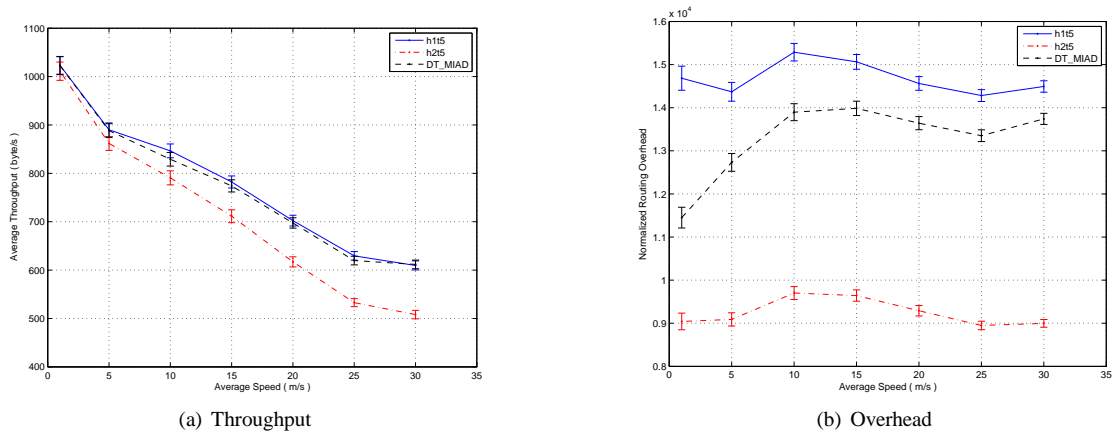 1100
1000
900
800
700
600
500
400
0
5
10
15
20
25
30
35
Average Throughput ( byte/s )
Average Speed ( m/s )
h1t5
h2t5
DT_MIAD
(a) Throughput
x 10⁴
1.6
1.5
1.4
1.3
1.2
1.1
1
0.9
0.8
0
5
10
15
20
25
30
35
Normalized Routing Overhead
Average Speed ( m/s )
h1t5
h2t5
DT_MIAD
(b) Overhead